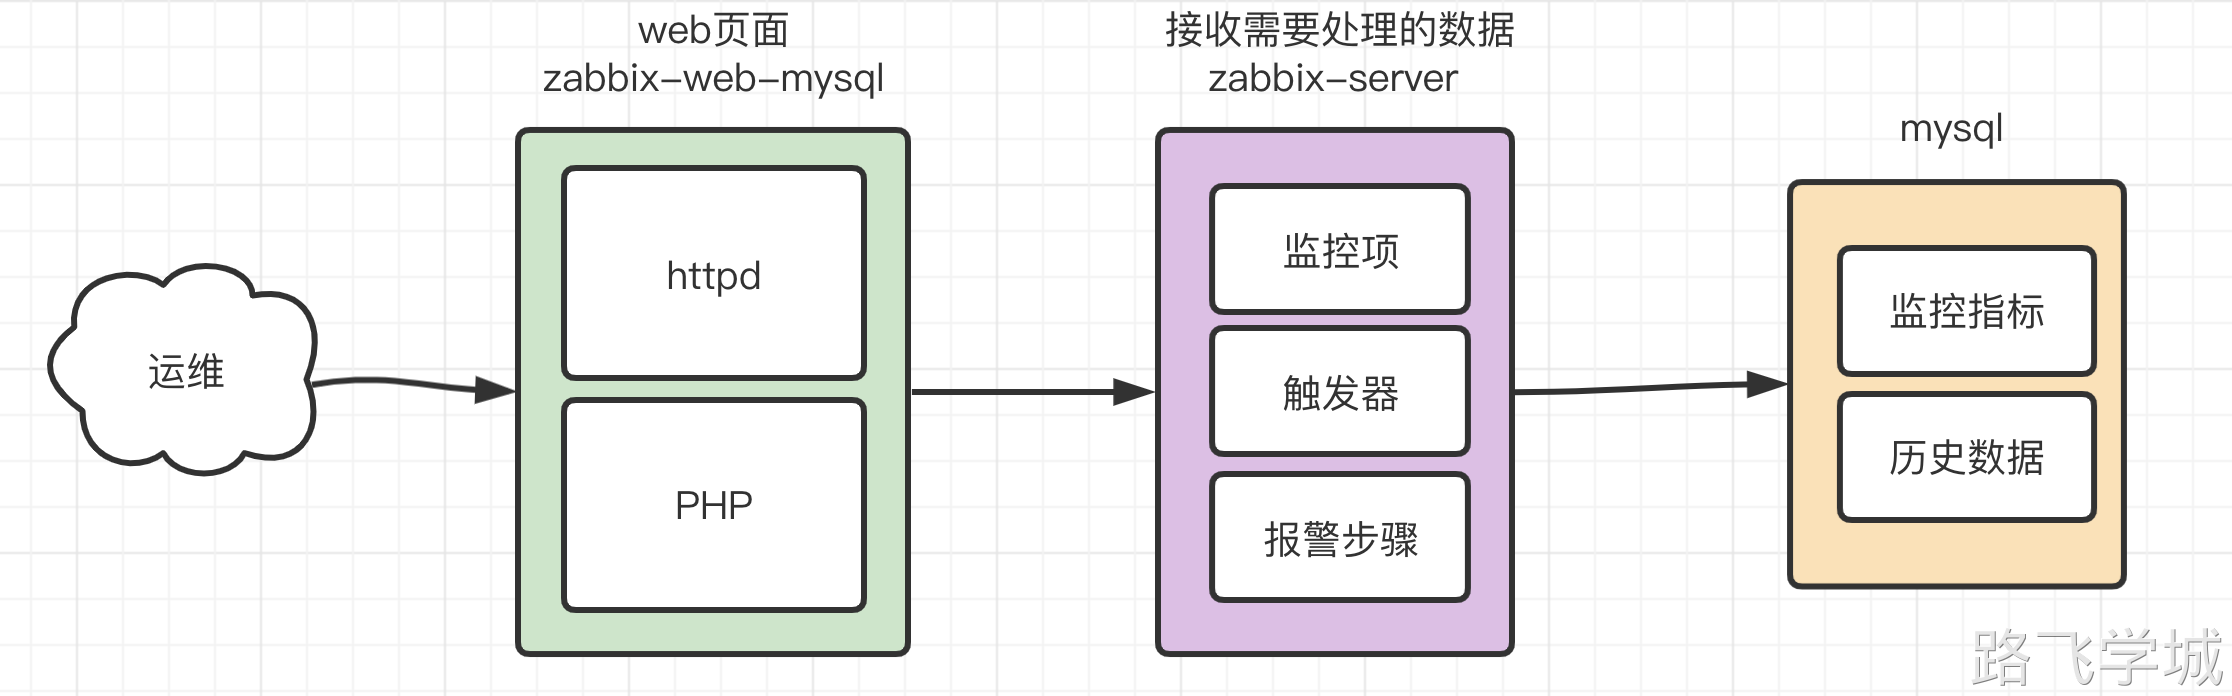 web页面
zabbix-web-mysql
接收需要处理的数据
zabbix-server
mysql
运维
httpd
PHP
监控项
触发器
报警步骤
监控指标
历史数据
路飞学城